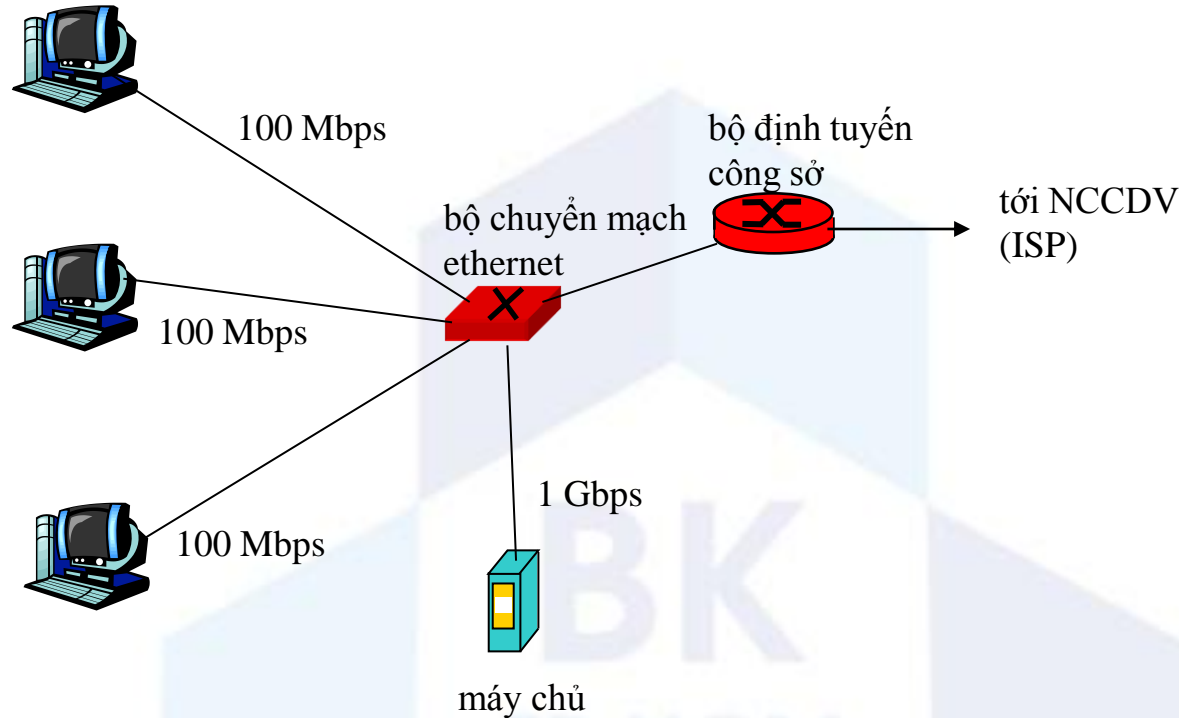 100 Mbps
bộ định tuyến
công sở
tới NCCDV
(ISP)
bộ chuyển mạch
ethernet
100 Mbps
1 Gbps
100 Mbps
BK
máy chủ